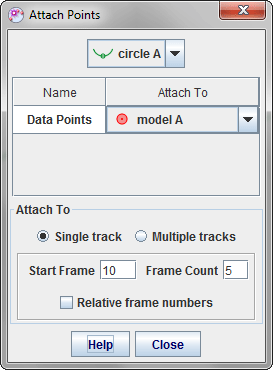 Attach Points
circle A
Name Attach To
Data Points model A
Attach To
Single track Multiple tracks
Start Frame 10 Frame Count 5
Relative frame numbers
Help Close